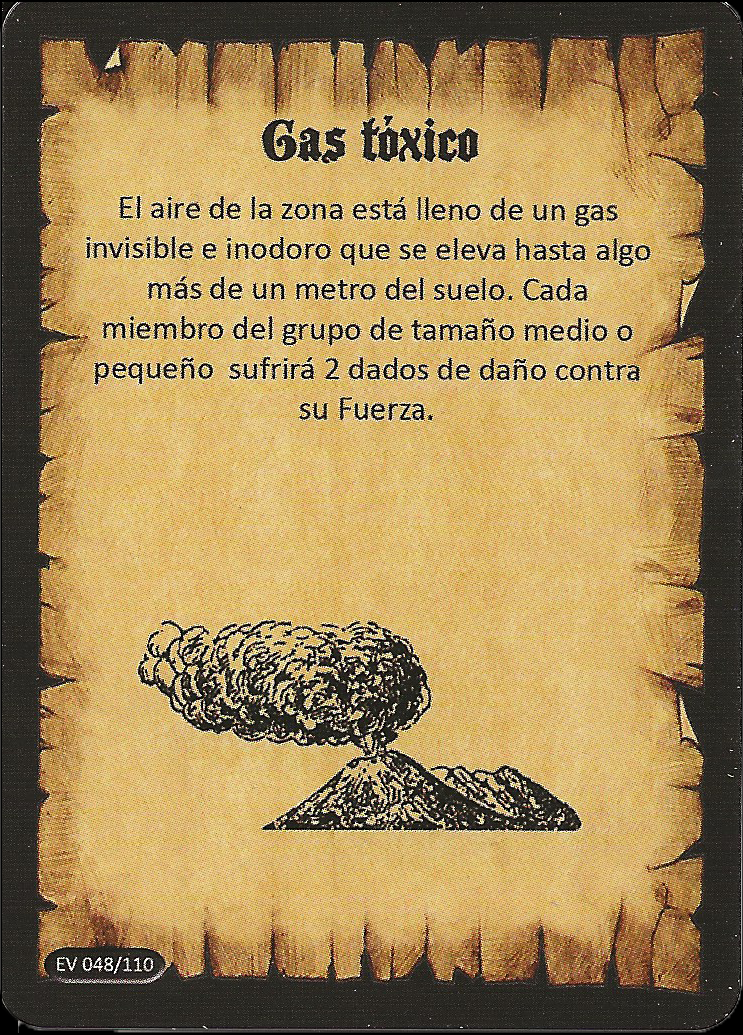 Gas tóxico
El aire de la zona está lleno de un gas
invisible e inodoro que se eleva hasta algo
más de un metro del suelo. Cada
miembro del grupo de tamaño medio o
pequeño  sufrirá 2 dados de daño contra
su Fuerza.
EV 048/110